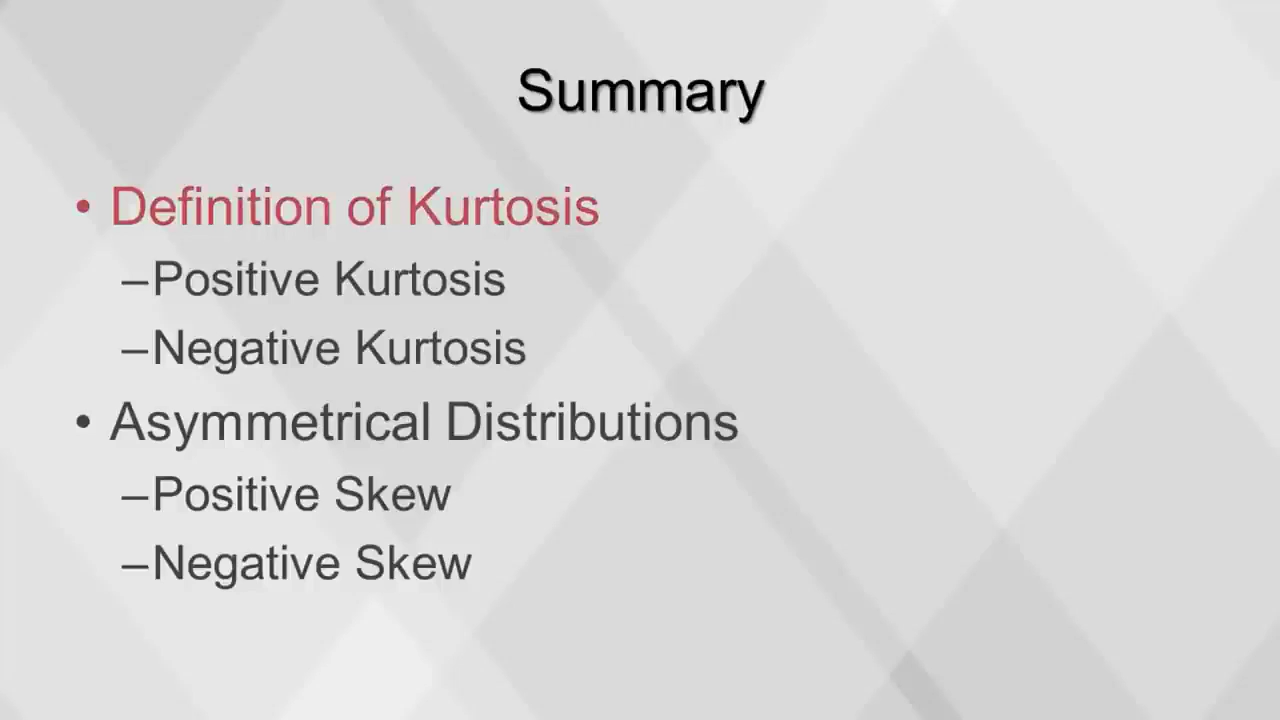 Summary
• Definition of Kurtosis
–Positive Kurtosis
–Negative Kurtosis
• Asymmetrical Distributions
–Positive Skew
–Negative Skew